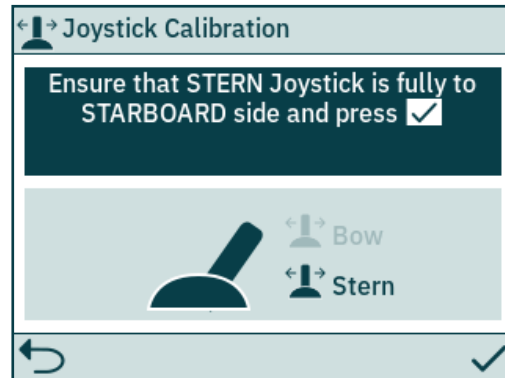 Joystick Calibration
Ensure that STERN Joystick is fully to
STARBOARD side and press
Bow
Stern